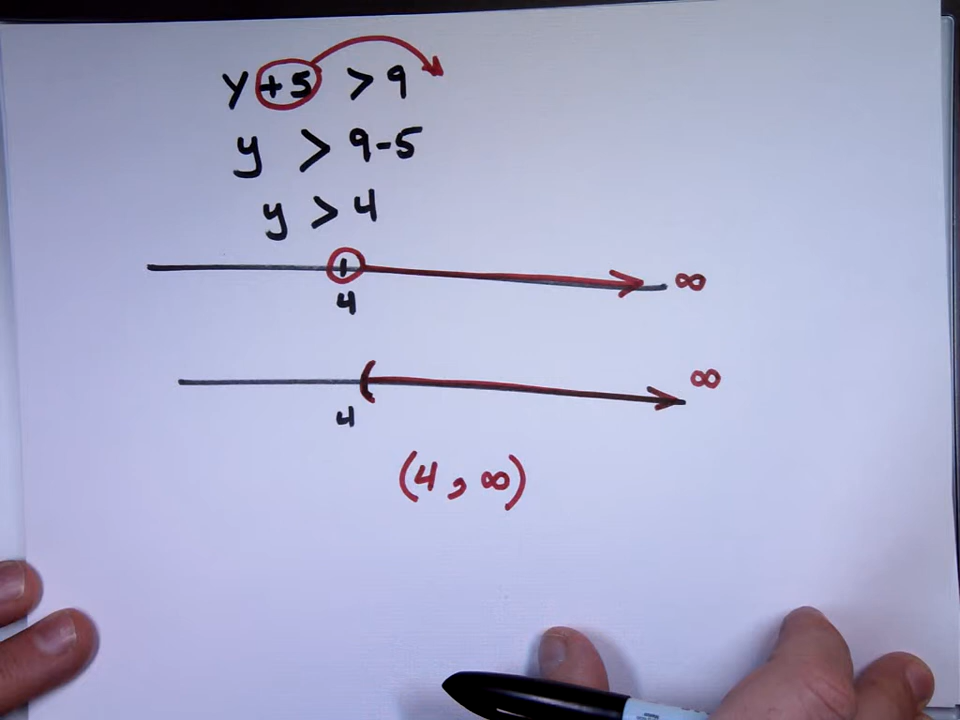 y +5 > 9
y > 9-5
y > 4
∞
4
∞
4
(4, ∞)